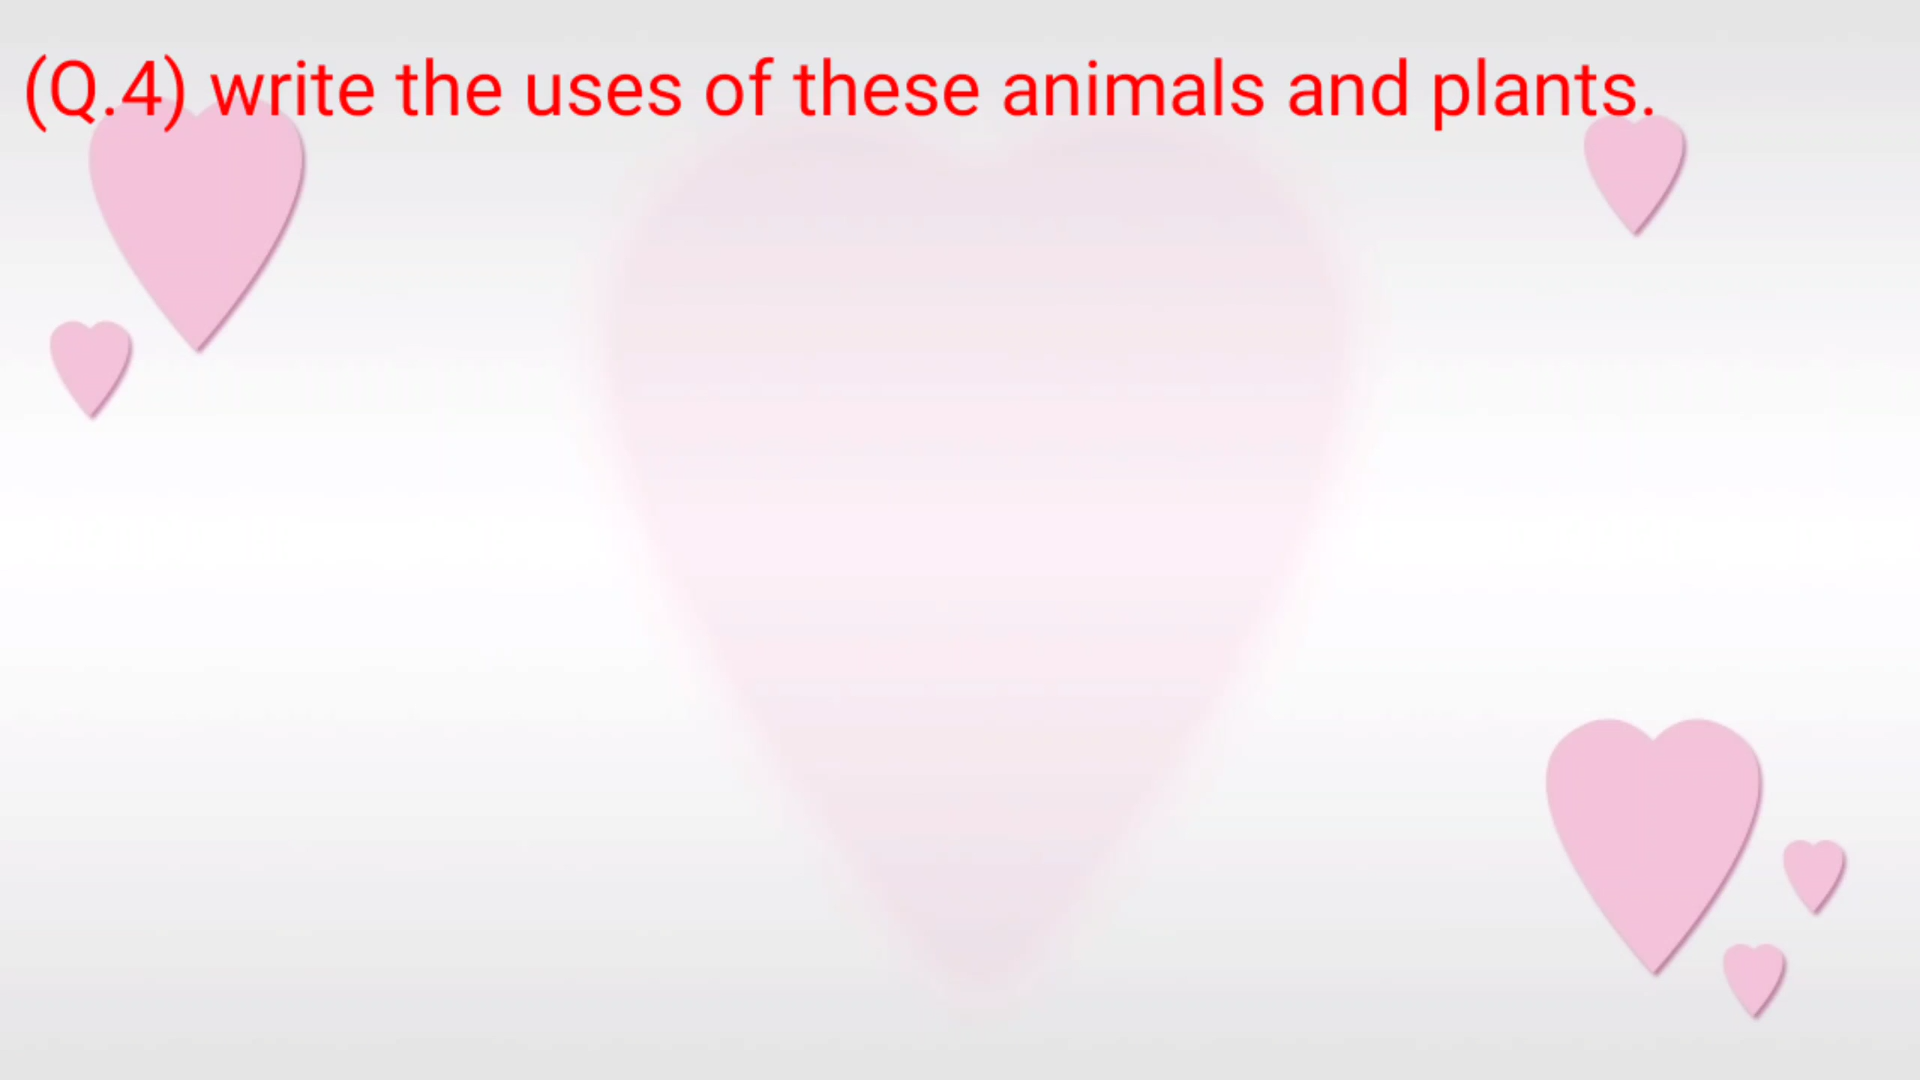 (Q.4) write the uses of these animals and plants.